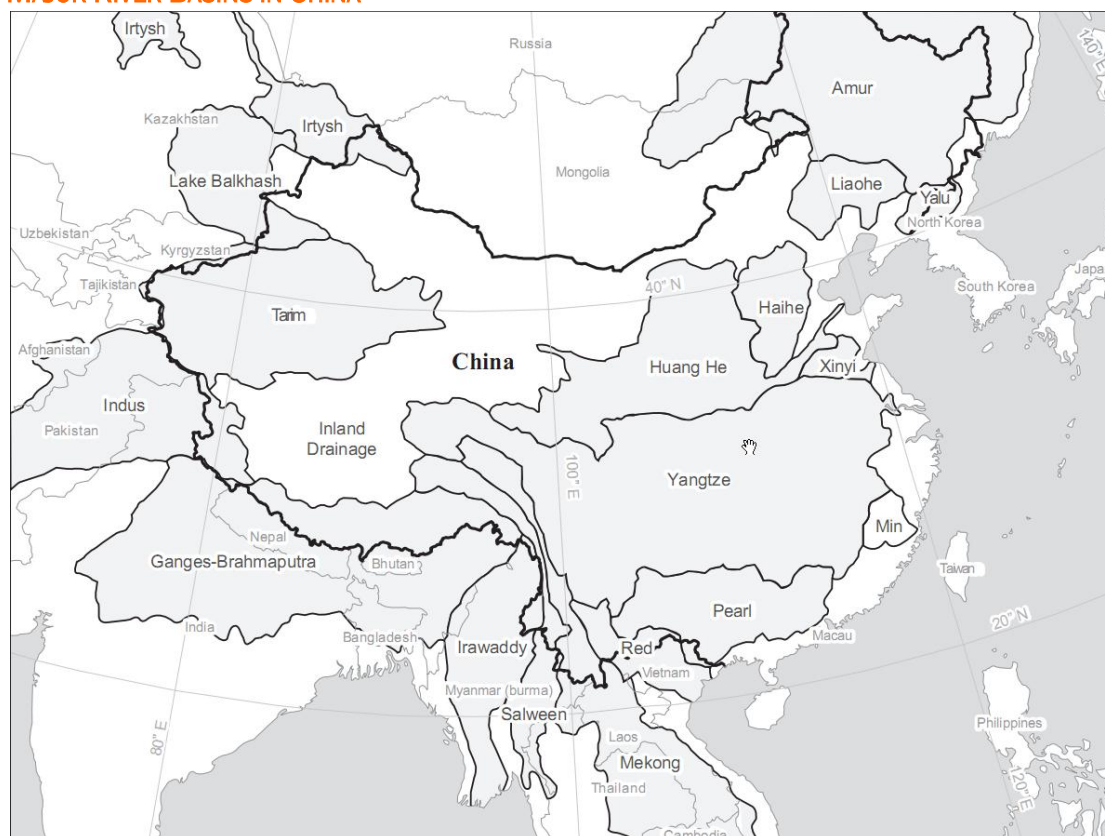 MAJOR RIVER BASINS IN CHINA
Irtysh
Russia
140° E
Amur
Kazakhstan
Irtysh
Mongolia
Lake Balkhash
Liaohe
Yalu
North Korea
Uzbekistan
Kyrgyzstan
Tajikistan
40° N
South Korea
Japa
Tarim
Haihe
Afghanistan
China
Huang He
Xinyi
Indus
Pakistan
Inland
Drainage
100° E
Yangtze
Min
Nepal
Ganges-Brahmaputra
Bhutan
Taiwan
India
Bangladesh
Pearl
20° N
Macau
Irawaddy
Red
Vietnam
Myanmar (burma)
Salween
80° E
Laos
Mekong
Thailand
Philippines
120° E
Cambodia